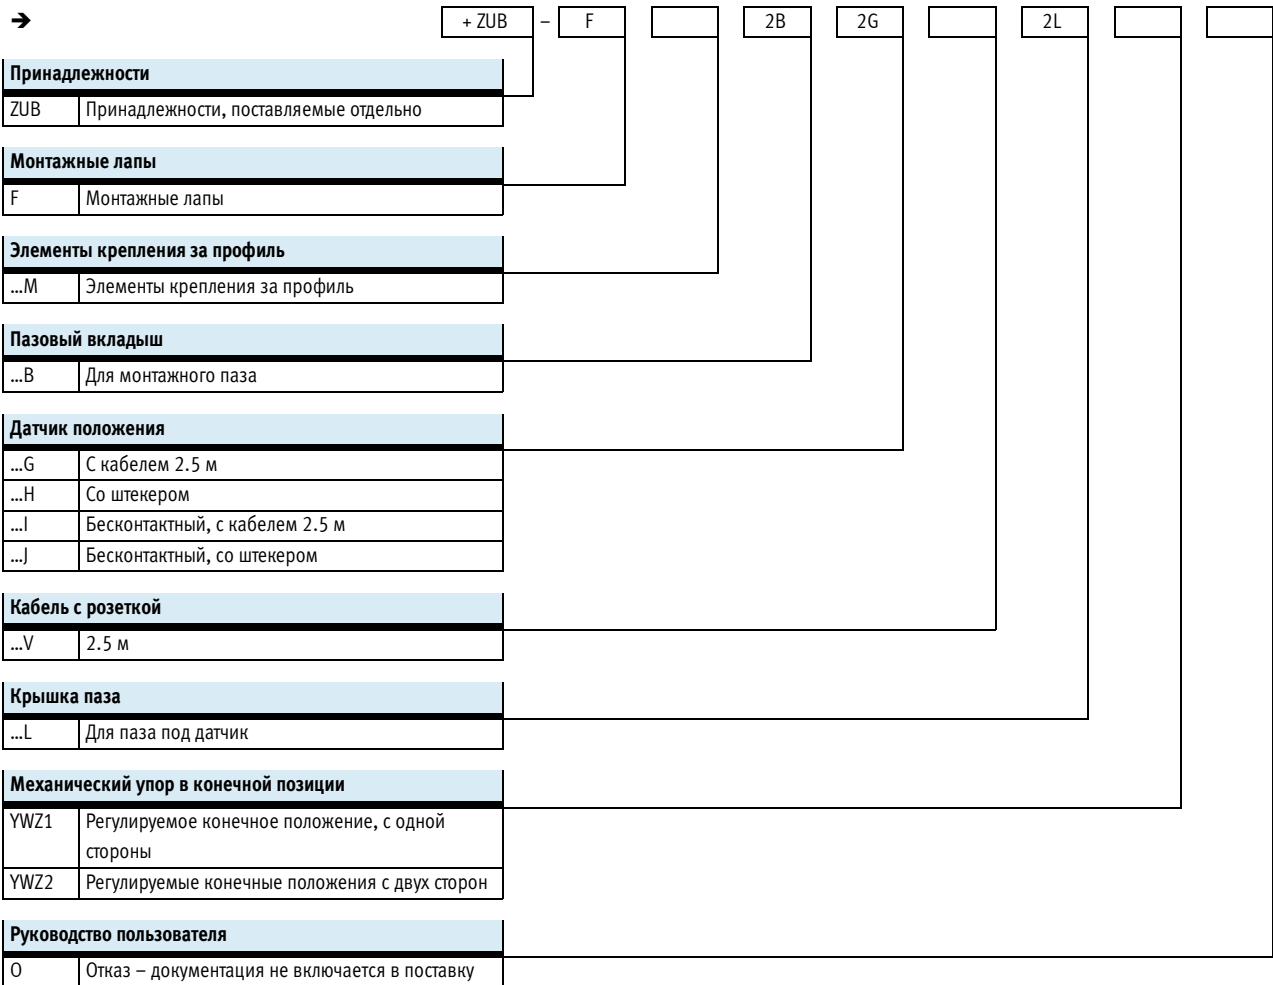 ➔ + ZUB – F 2B 2G 2L
Принадлежности
ZUB Принадлежности, поставляемые отдельно
Монтажные лапы
F Монтажные лапы
Элементы крепления за профиль
...M Элементы крепления за профиль
Пазовый вкладыш
...B Для монтажного паза
Датчик положения
...G С кабелем 2.5 м
...H Со штекером
...I Бесконтактный, с кабелем 2.5 м
...J Бесконтактный, со штекером
Кабель с розеткой
...V 2.5 м
Крышка паза
...L Для паза под датчик
Механический упор в конечной позиции
YWZ1 Регулируемое конечное положение, с одной
стороны
YWZ2 Регулируемые конечные положения с двух сторон
Руководство пользователя
O Отказ – документация не включается в поставку